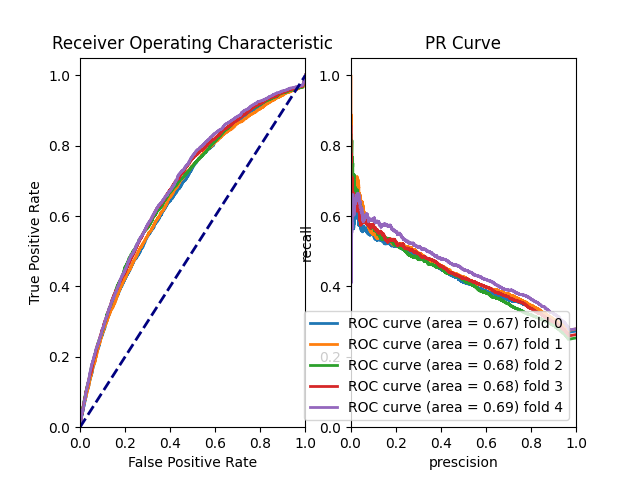 Receiver Operating Characteristic
PR Curve
1.0
0.8
0.6
0.4
0.2
0.0
True Positive Rate
0.0 0.2 0.4 0.6 0.8 1.0
False Positive Rate
1.0
0.8
0.6
0.4
0.2
0.0
recall
0.0 0.2 0.4 0.6 0.8 1.0
prescision
ROC curve (area = 0.67) fold 0
ROC curve (area = 0.67) fold 1
ROC curve (area = 0.68) fold 2
ROC curve (area = 0.68) fold 3
ROC curve (area = 0.69) fold 4